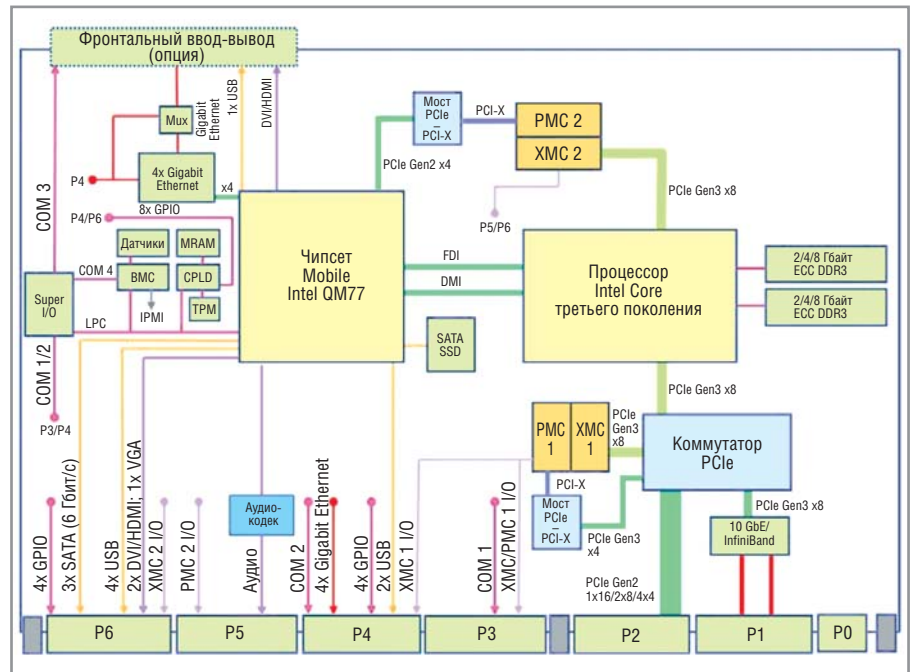 Фронтальный ввод-вывод
(опция)
COM 3
Mux
Gigabit
Ethernet
1x USB
DVI/HDMI
P4
4x Gigabit
Ethernet
x4
8x GPIO
P4/P6
Мост
PCIe
–
PCI-X
PCI-X
PMC 2
XMC 2
PCIe Gen2 x4
P5/P6
PCIe Gen3 x8
Датчики
MRAM
COM 4
BMC
CPLD
IPMI
TPM
Super
I/O
LPC
Чипсет
Mobile
Intel QM77
FDI
DMI
Процессор
Intel Core
третьего поколения
2/4/8 Гбайт
ECC DDR3
2/4/8 Гбайт
ECC DDR3
SATA
SSD
COM 1/2
P3/P4
PCIe Gen3 x8
PMC
1
XMC
1
PCIe
Gen3
x8
Коммутатор
PCIe
PCI-X
Мост
PCIe
–
PCI-X
PCIe Gen3
x4
PCIe Gen3 x8
10 GbE/
InfiniBand
PCIe Gen2
1x16/2x8/4x4
Аудио-
кодек
4x GPIO
3x SATA (6 Гбит/с)
4x USB
2x DVI/HDMI; 1x VGA
XMC 2 I/O
PMC 2 I/O
Аудио
COM 2
4x Gigabit Ethernet
4x GPIO
2x USB
XMC 1 I/O
COM 1
XMC/PMC 1 I/O
P6
P5
P4
P3
P2
P1
P0